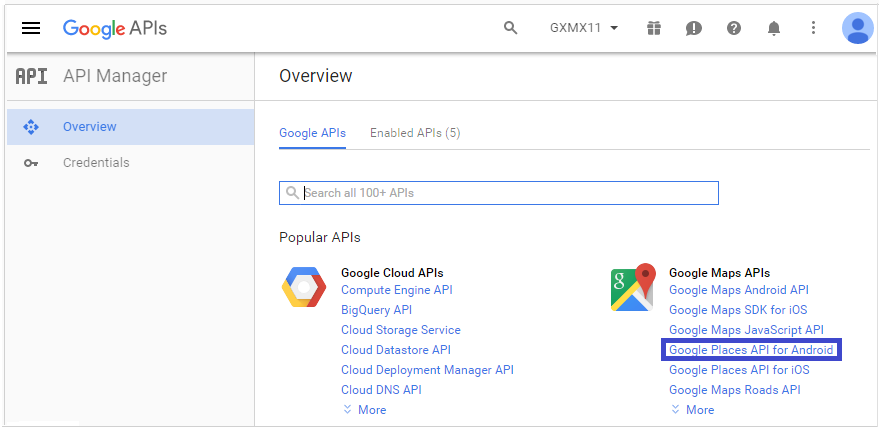 Google APIs
GXMX11
API API Manager
Overview
Overview
Credentials
Google APIs
Enabled APIs (5)
Search all 100+ APIs
Popular APIs
Google Cloud APIs
Compute Engine API
BigQuery API
Cloud Storage Service
Cloud Datastore API
Cloud Deployment Manager API
Cloud DNS API
More
g
Google Maps APIs
Google Maps Android API
Google Maps SDK for iOS
Google Maps JavaScript API
Google Places API for Android
Google Places API for iOS
Google Maps Roads API
More